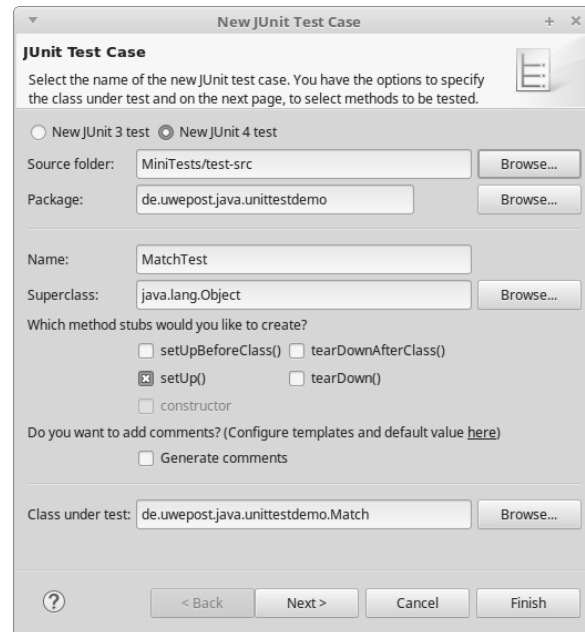 New JUnit Test Case
JUnit Test Case
Select the name of the new JUnit test case. You have the options to specify
the class under test and on the next page, to select methods to be tested.
New JUnit 3 test New JUnit 4 test
Source folder: MiniTests/test-src Browse...
Package: de.uwepost.java.unittestdemo Browse...
Name: MatchTest
Superclass: java.lang.Object Browse...
Which method stubs would you like to create?
setUpBeforeClass() tearDownAfterClass()
setUp() tearDown()
constructor
Do you want to add comments? (Configure templates and default value here)
Generate comments
Class under test: de.uwepost.java.unittestdemo.Match Browse...
? < Back Next > Cancel Finish